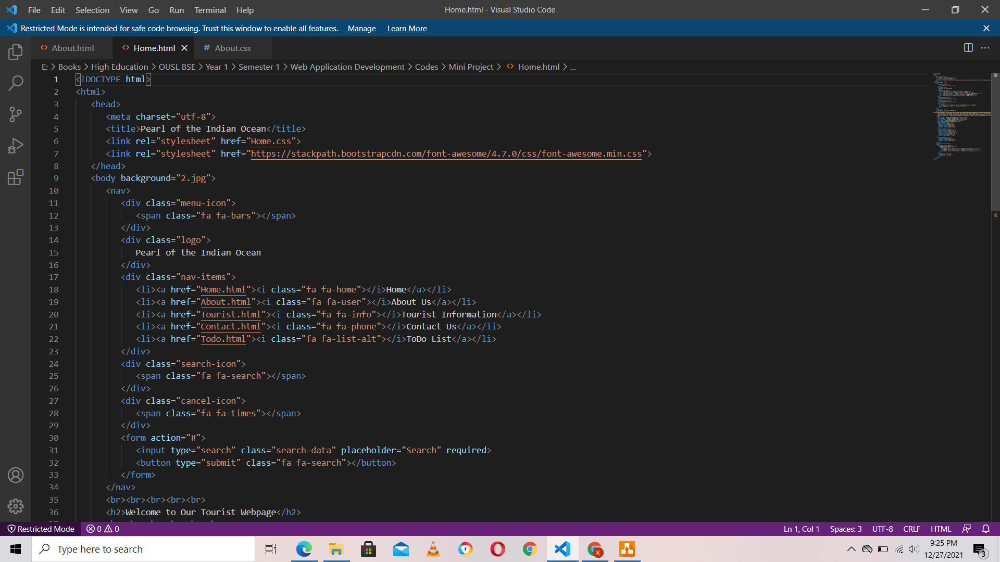 File Edit Selection View Go Run Terminal Help
Home.html - Visual Studio Code
Restricted Mode is intended for safe code browsing. Trust this window to enable all features. Manage Learn More
About.html
Home.html
# About.css
E: > Books > High Education > OUSL BSE > Year 1 > Semester 1 > Web Application Development > Codes > Mini Project > <> Home.html > ...
1 <!DOCTYPE html>
2 <html>
3 <head>
4 <meta charset="utf-8">
5 <title>Pearl of the Indian Ocean</title>
6 <link rel="stylesheet" href="Home.css">
7 <link rel="stylesheet" href="https://stackpath.bootstrapcdn.com/font-awesome/4.7.0/css/font-awesome.min.css">
8 </head>
9 <body background="2.jpg">
10 <nav>
11 <div class="menu-icon">
12 <span class="fa fa-bars"></span>
13 </div>
14 <div class="logo">
15 Pearl of the Indian Ocean
16 </div>
17 <div class="nav-items">
18 <li><a href="Home.html"><i class="fa fa-home"></i>Home</a></li>
19 <li><a href="About.html"><i class="fa fa-user"></i>About Us</a></li>
20 <li><a href="Tourist.html"><i class="fa fa-info"></i>Tourist Information</a></li>
21 <li><a href="Contact.html"><i class="fa fa-phone"></i>Contact Us</a></li>
22 <li><a href="Todo.html"><i class="fa fa-list-alt"></i>ToDo List</a></li>
23 </div>
24 <div class="search-icon">
25 <span class="fa fa-search"></span>
26 </div>
27 <div class="cancel-icon">
28 <span class="fa fa-times"></span>
29 </div>
30 <form action="#">
31 <input type="search" class="search-data" placeholder="Search" required>
32 <button type="submit" class="fa fa-search"></button>
33 </form>
34 </nav>
35 <br><br><br><br><br>
36 <h2>Welcome to Our Tourist Webpage</h2>
Restricted Mode 0 0
Ln 1, Col 1 Spaces: 3 UTF-8 CRLF HTML
Type here to search
K
9:25 PM
12/27/2021
3